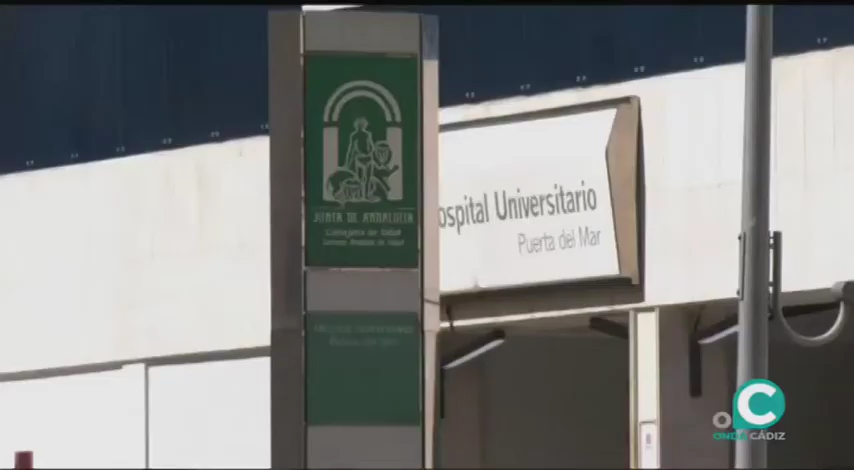 JUNTA DE ANDALUCIA
Consejería de Salud
ospital Universitario
Puerta del Mar
C
ONDA CÁDIZ